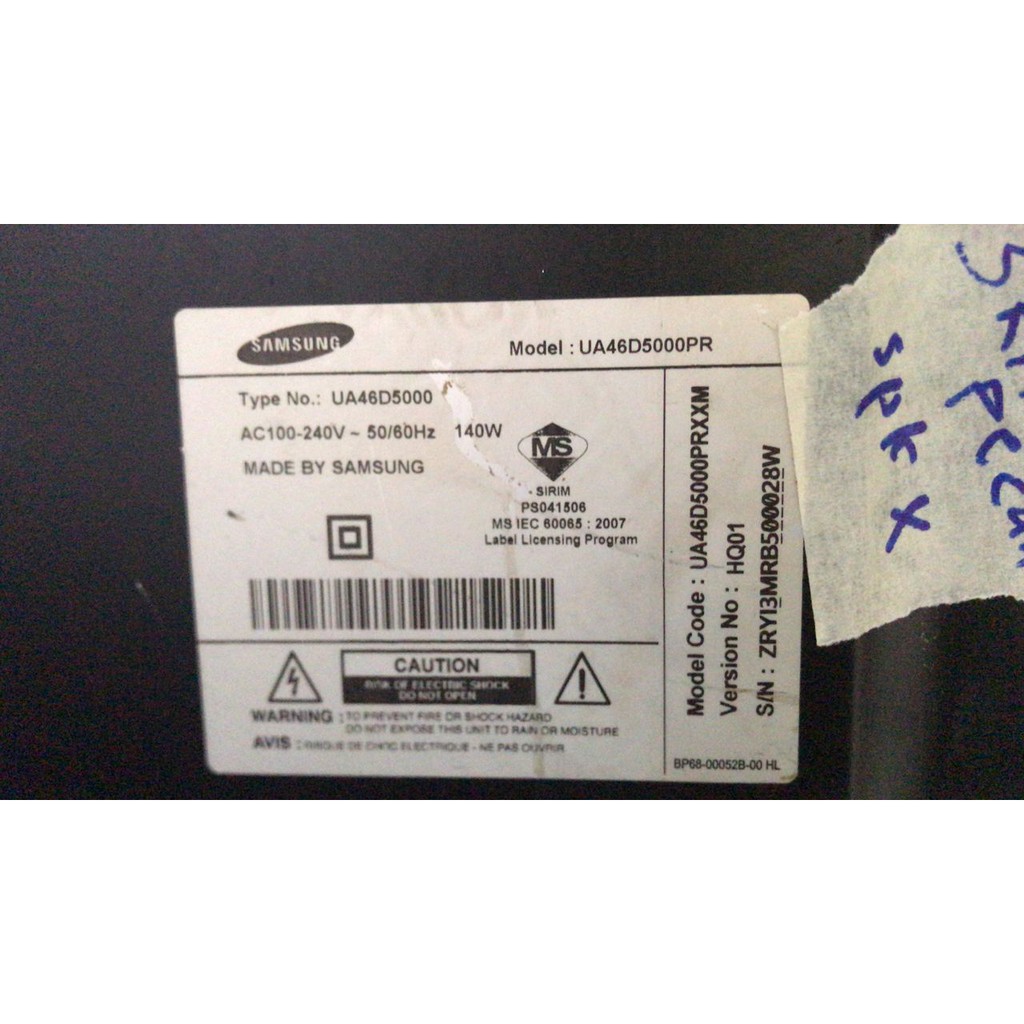 SAMSUNG
Model : UA46D5000PR
Type No.: UA46D5000
AC100-240V ~ 50/60Hz 140W
MADE BY SAMSUNG
MS
SIRIM
PS041506
MS IEC 60065 : 2007
Label Licensing Program
CAUTION
RISK OF ELECTRIC SHOCK
DO NOT OPEN
WARNING : TO PREVENT FIRE OR SHOCK HAZARD
DO NOT EXPOSE THIS UNIT TO RAIN OR MOISTURE
AVIS : RISQUE DE CHOC ELECTRIQUE - NE PAS OUVRIR
Model Code : UA46D5000PRXXM
Version No : HQ01
S/N : ZRYI3MRB500028W
BP68-00052B-00 HL
spk x